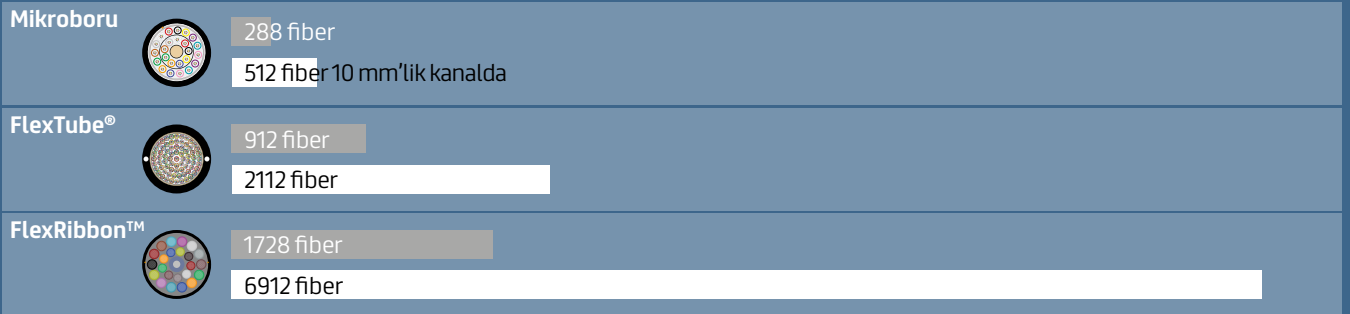 Mikroboru
288 fiber
512 fiber 10 mm’lik kanalda
FlexTube®
912 fiber
2112 fiber
FlexRibbon™
1728 fiber
6912 fiber